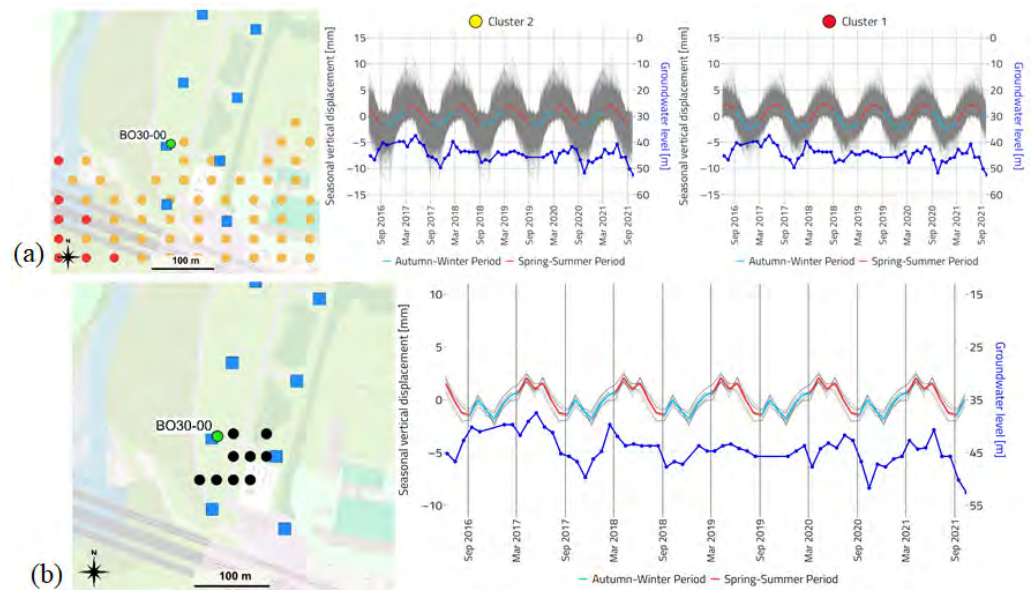 Cluster 2
Cluster 1
BO30-00
N
100 m
(a)
Seasonal vertical displacement [mm]
15
10
5
0
−5
−10
−15
0
10
20
30
40
50
60
Groundwater level [m]
Sep 2016
Mar 2017
Sep 2017
Mar 2018
Sep 2018
Mar 2019
Sep 2019
Mar 2020
Sep 2020
Mar 2021
Sep 2021
Autumn-Winter Period
Spring-Summer Period
Seasonal vertical displacement [mm]
15
10
5
0
−5
−10
−15
0
10
20
30
40
50
60
Groundwater level [m]
Sep 2016
Mar 2017
Sep 2017
Mar 2018
Sep 2018
Mar 2019
Sep 2019
Mar 2020
Sep 2020
Mar 2021
Sep 2021
Autumn-Winter Period
Spring-Summer Period
BO30-00
N
100 m
(b)
Seasonal vertical displacement [mm]
10
5
0
−5
−10
15
25
35
45
55
Groundwater level [m]
Sep 2016
Mar 2017
Sep 2017
Mar 2018
Sep 2018
Mar 2019
Sep 2019
Mar 2020
Sep 2020
Mar 2021
Sep 2021
Autumn-Winter Period
Spring-Summer Period